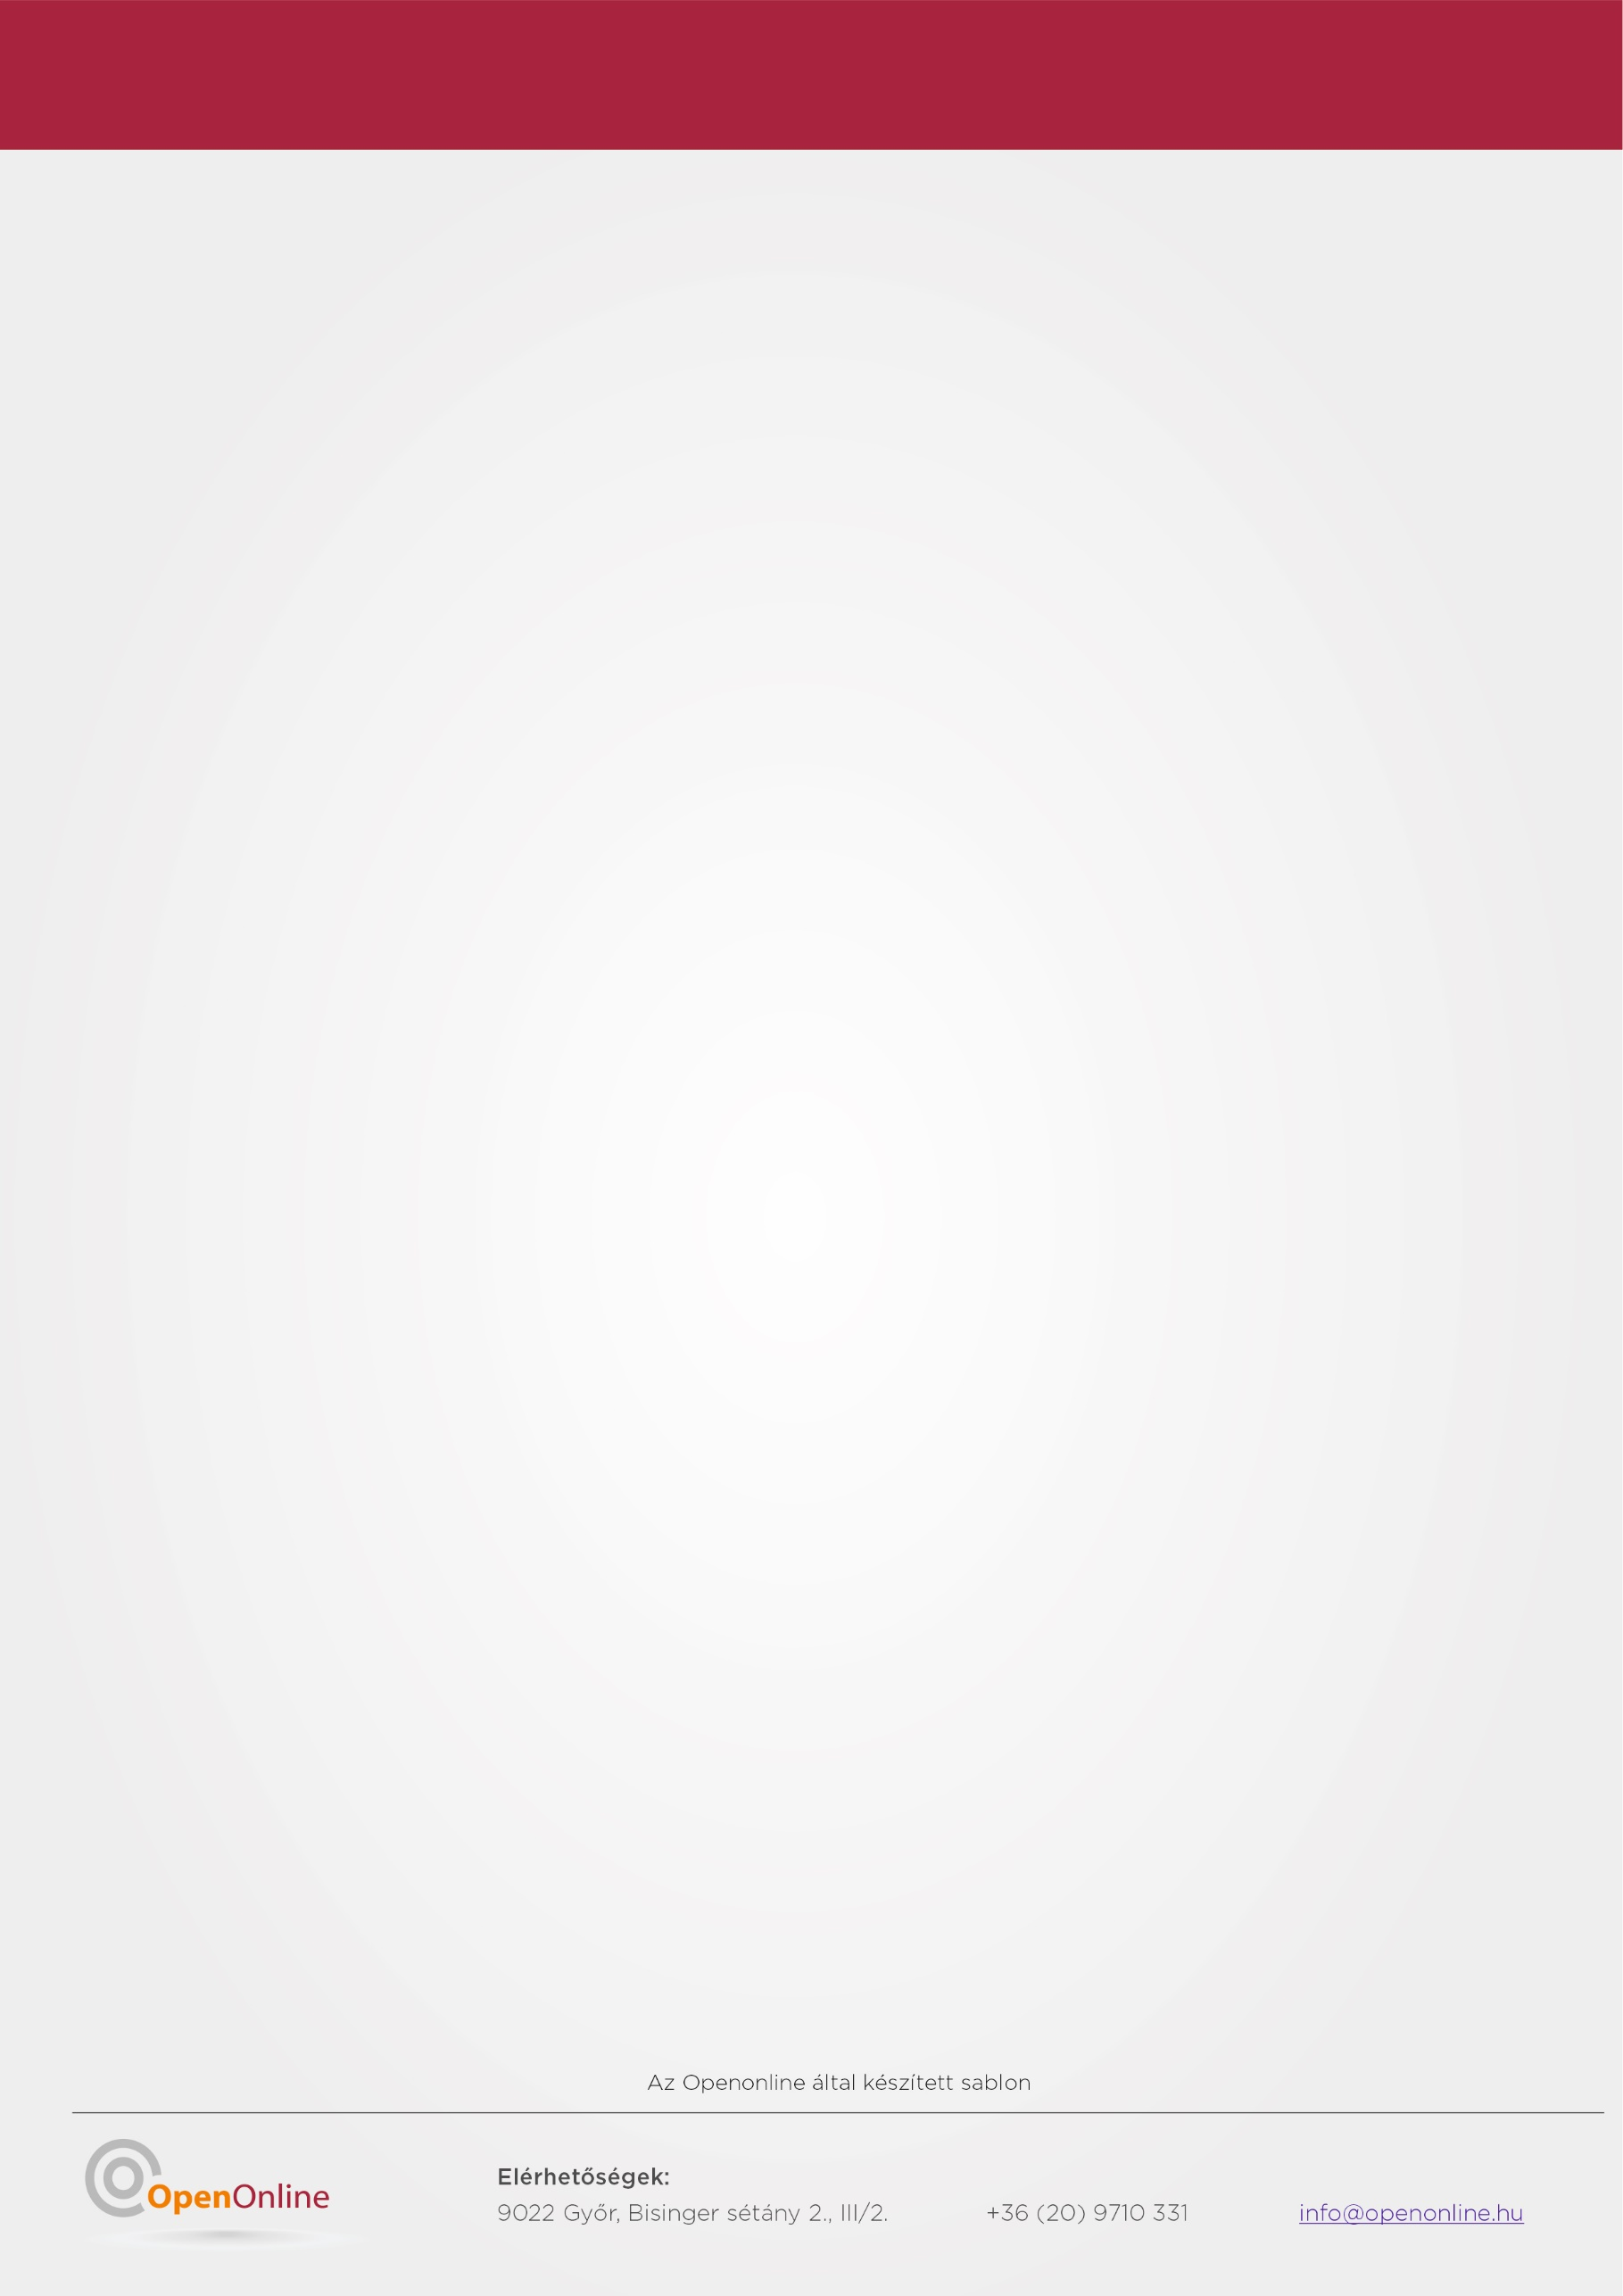 Az Openonline által készített sablon
OpenOnline
Elérhetőségek:
9022 Győr, Bisinger sétány 2., III/2. +36 (20) 9710 331 info@openonline.hu